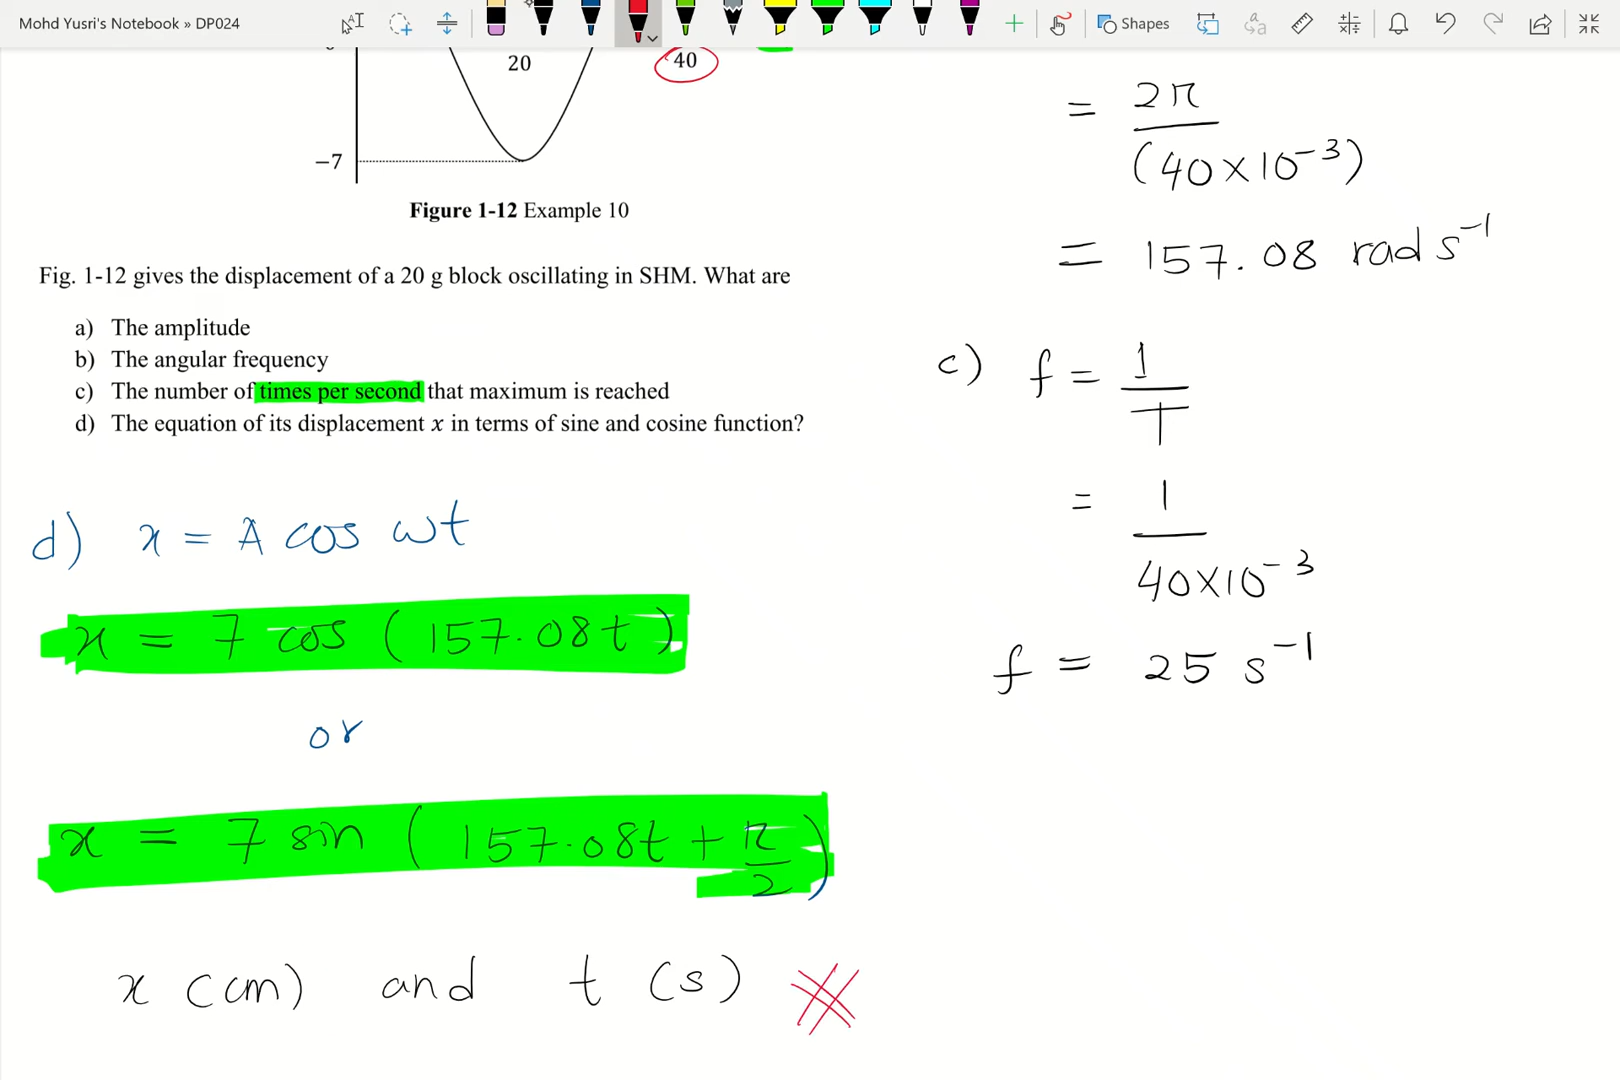 Mohd Yusri's Notebook » DP024
Shapes
20
40
−7
Figure 1-12 Example 10
Fig. 1-12 gives the displacement of a 20 g block oscillating in SHM. What are
a) The amplitude
b) The angular frequency
c) The number of times per second that maximum is reached
d) The equation of its displacement x in terms of sine and cosine function?
d) x = A cos ωt
x = 7 cos (157.08t)
or
x = 7 sin (157.08t + π/2)
x (cm) and t (s)
= 2π
(40×10⁻³)
= 157.08 rad s⁻¹
c) f = 1
T
= 1
40×10⁻³
f = 25 s⁻¹